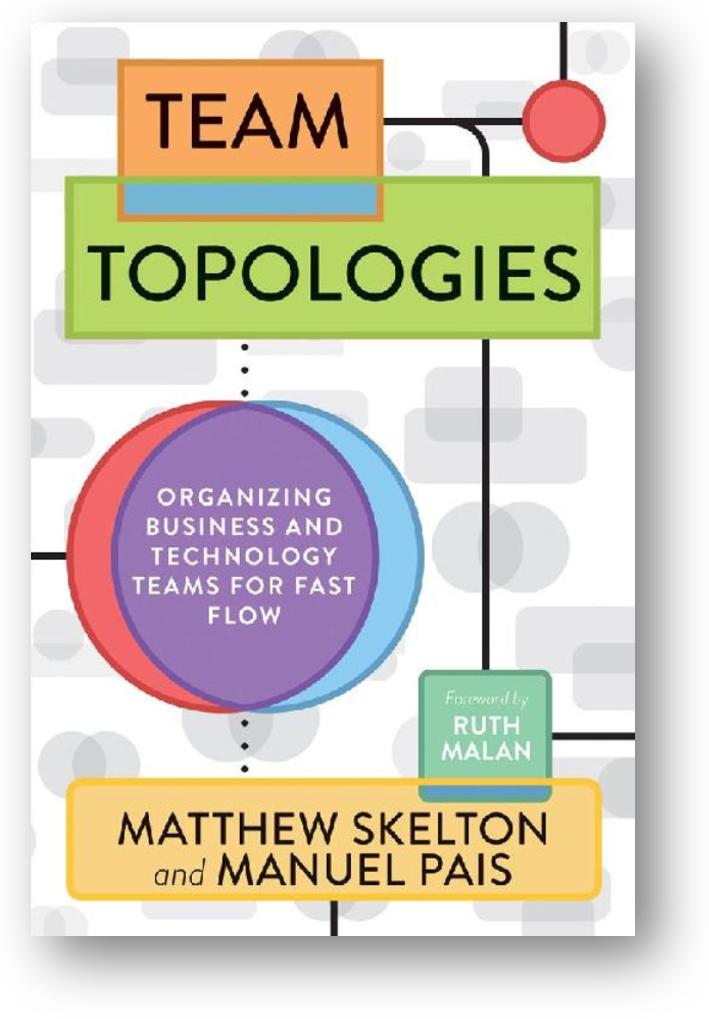 TEAM
TOPOLOGIES
ORGANIZING
BUSINESS AND
TECHNOLOGY
TEAMS FOR FAST
FLOW
Foreword by
RUTH
MALAN
MATTHEW SKELTON
and MANUEL PAIS